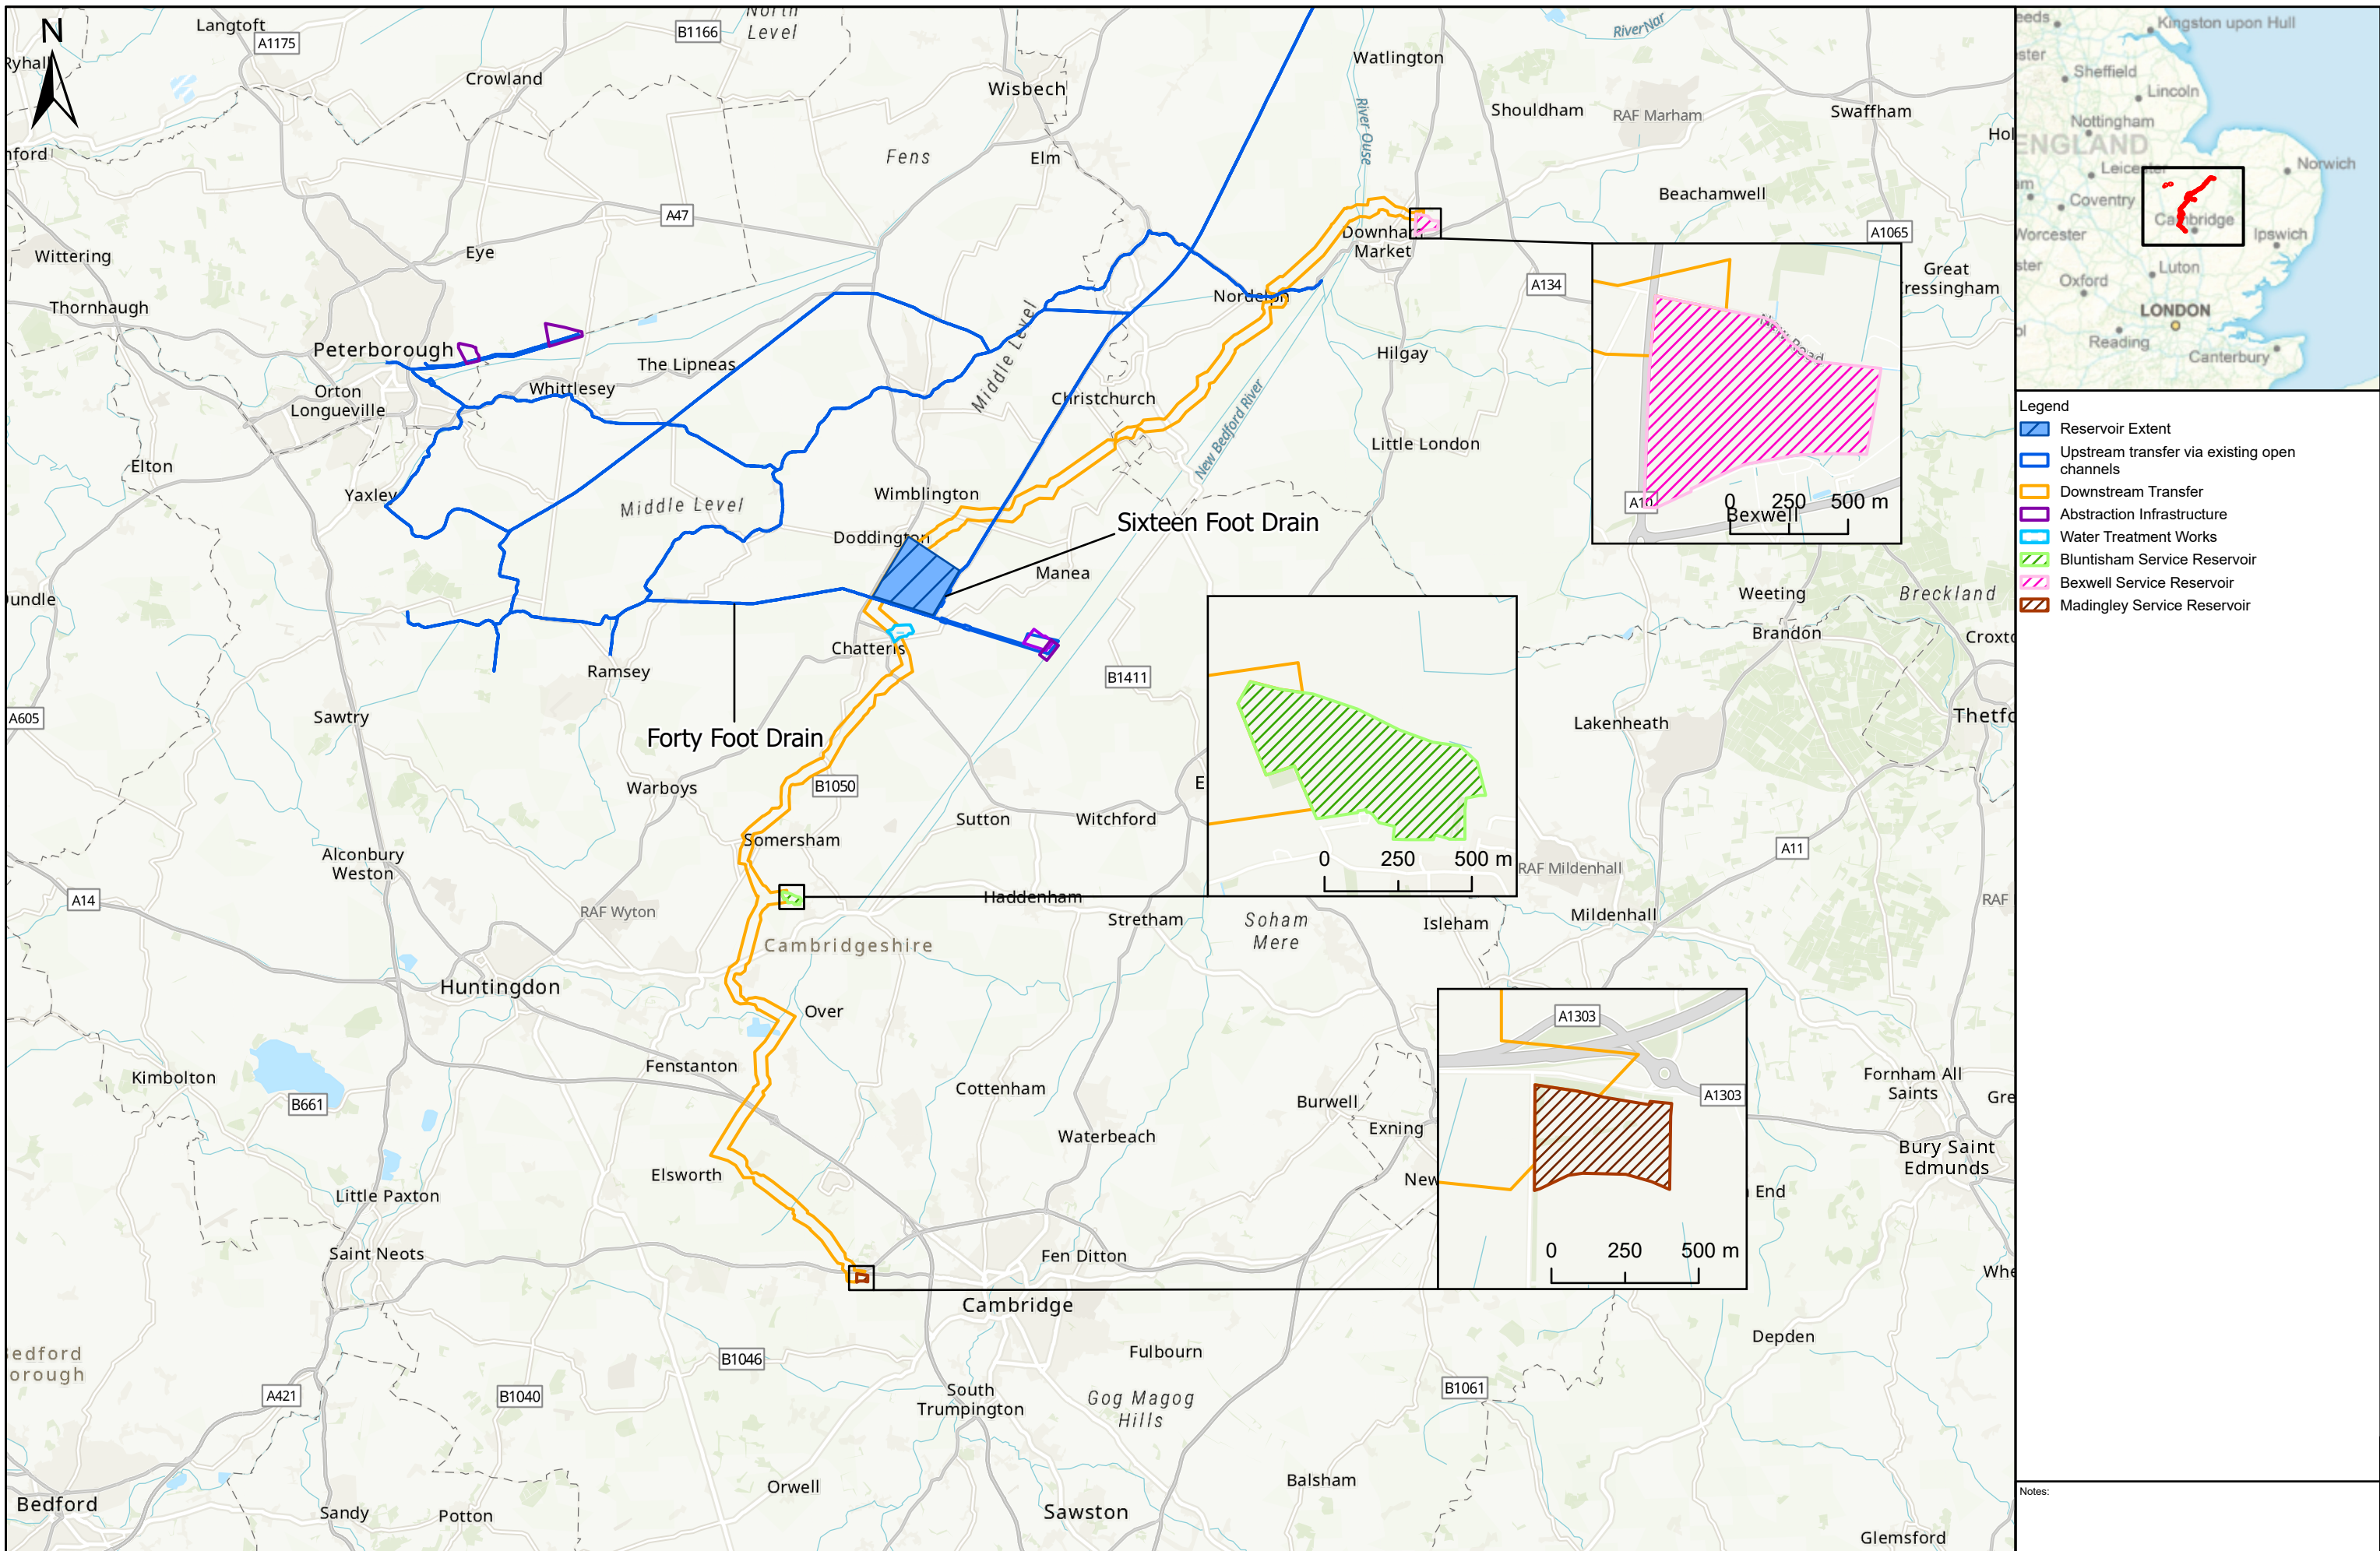 N
Langtoft
A1175
Crowland
B1166
North
Level
Wisbech
Watlington
River Nar
River Ouse
Shouldham
RAF Marham
Swaffham
Fens
Elm
A47
Eye
Wittering
Thornhaugh
Beachamwell
A1065
Downham
Market
Great
A134
Nordelph
Peterborough
The Lipneas
Orton
Longueville
Whittlesey
Middle Level
Christchurch
Hilgay
New Bedford River
Little London
Elton
Yaxley
Middle Level
Wimblington
Doddington
Sixteen Foot Drain
Manea
A10
Bexwell
0 250 500 m
Weeting
Breckland
Brandon
Chatteris
Ramsey
B1411
A605
Sawtry
Forty Foot Drain
Lakenheath
Warboys
B1050
Somersham
Sutton
Witchford
0 250 500 m
RAF Mildenhall
A11
Alconbury
Weston
A14
RAF Wyton
Haddenham
Stretham
Soham
Mere
Isleham
Mildenhall
RAF
Cambridgeshire
Huntingdon
Over
Kimbolton
B661
Fenstanton
Cottenham
Burwell
Exning
A1303
A1303
Fornham All
Saints
Waterbeach
Bury Saint
Edmunds
Elsworth
Little Paxton
End
Saint Neots
Fen Ditton
0 250 500 m
Cambridge
B1046
Fulbourn
Depden
A421
B1040
South
Trumpington
Gog Magog
Hills
B1061
Orwell
Balsham
Bedford
Sandy
Potton
Sawston
Glemsford
Kingston upon Hull
Sheffield
Lincoln
Nottingham
ENGLAND
Leicester
Norwich
Coventry
Cambridge
Ipswich
Luton
Oxford
LONDON
Reading
Canterbury
Legend
Reservoir Extent
Upstream transfer via existing open
channels
Downstream Transfer
Abstraction Infrastructure
Water Treatment Works
Bluntisham Service Reservoir
Bexwell Service Reservoir
Madingley Service Reservoir
Notes: